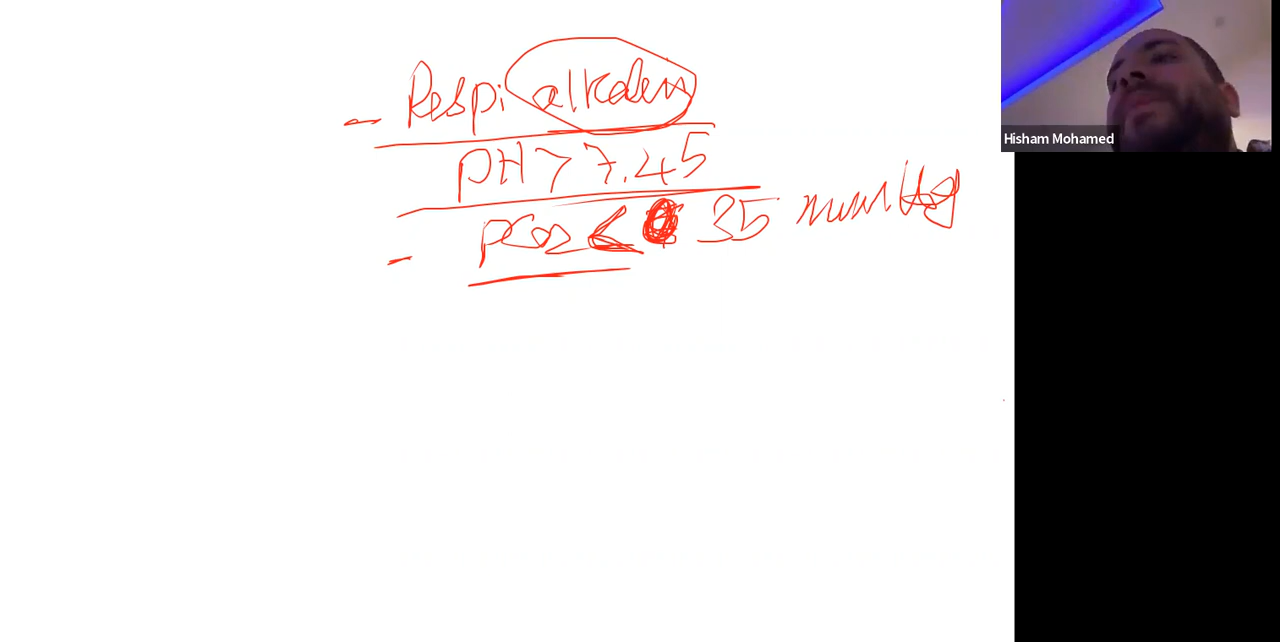 - Respi alkalosis
pH > 7.45
- pCO2 < 35 mmHg
Hisham Mohamed